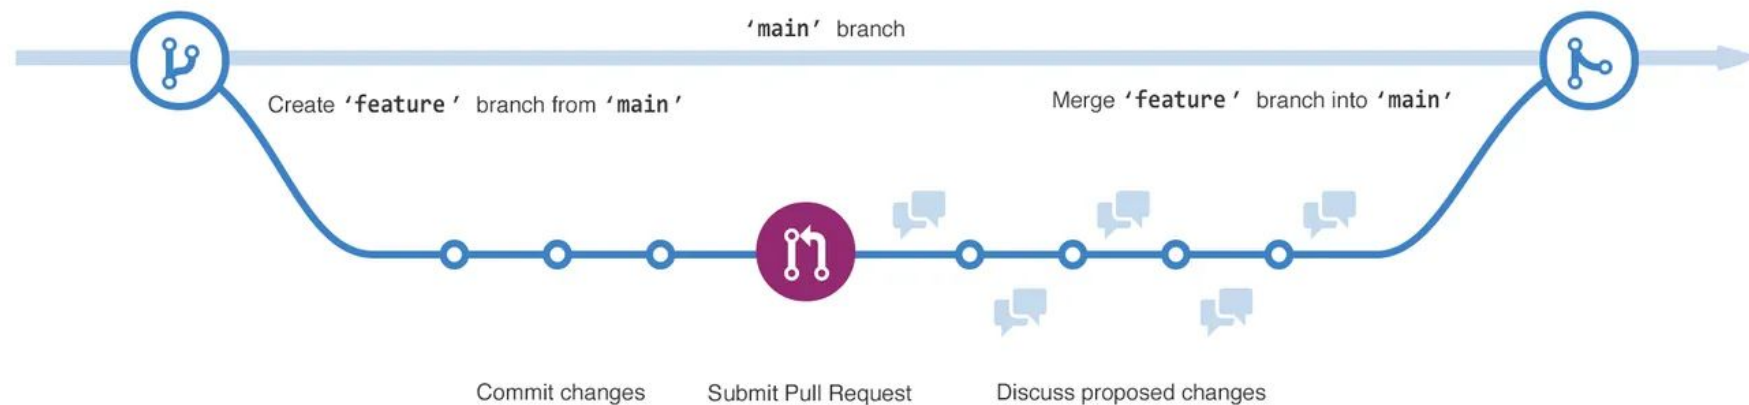 ‘main’ branch
Create ‘feature’ branch from ‘main’
Merge ‘feature’ branch into ‘main’
Commit changes
Submit Pull Request
Discuss proposed changes